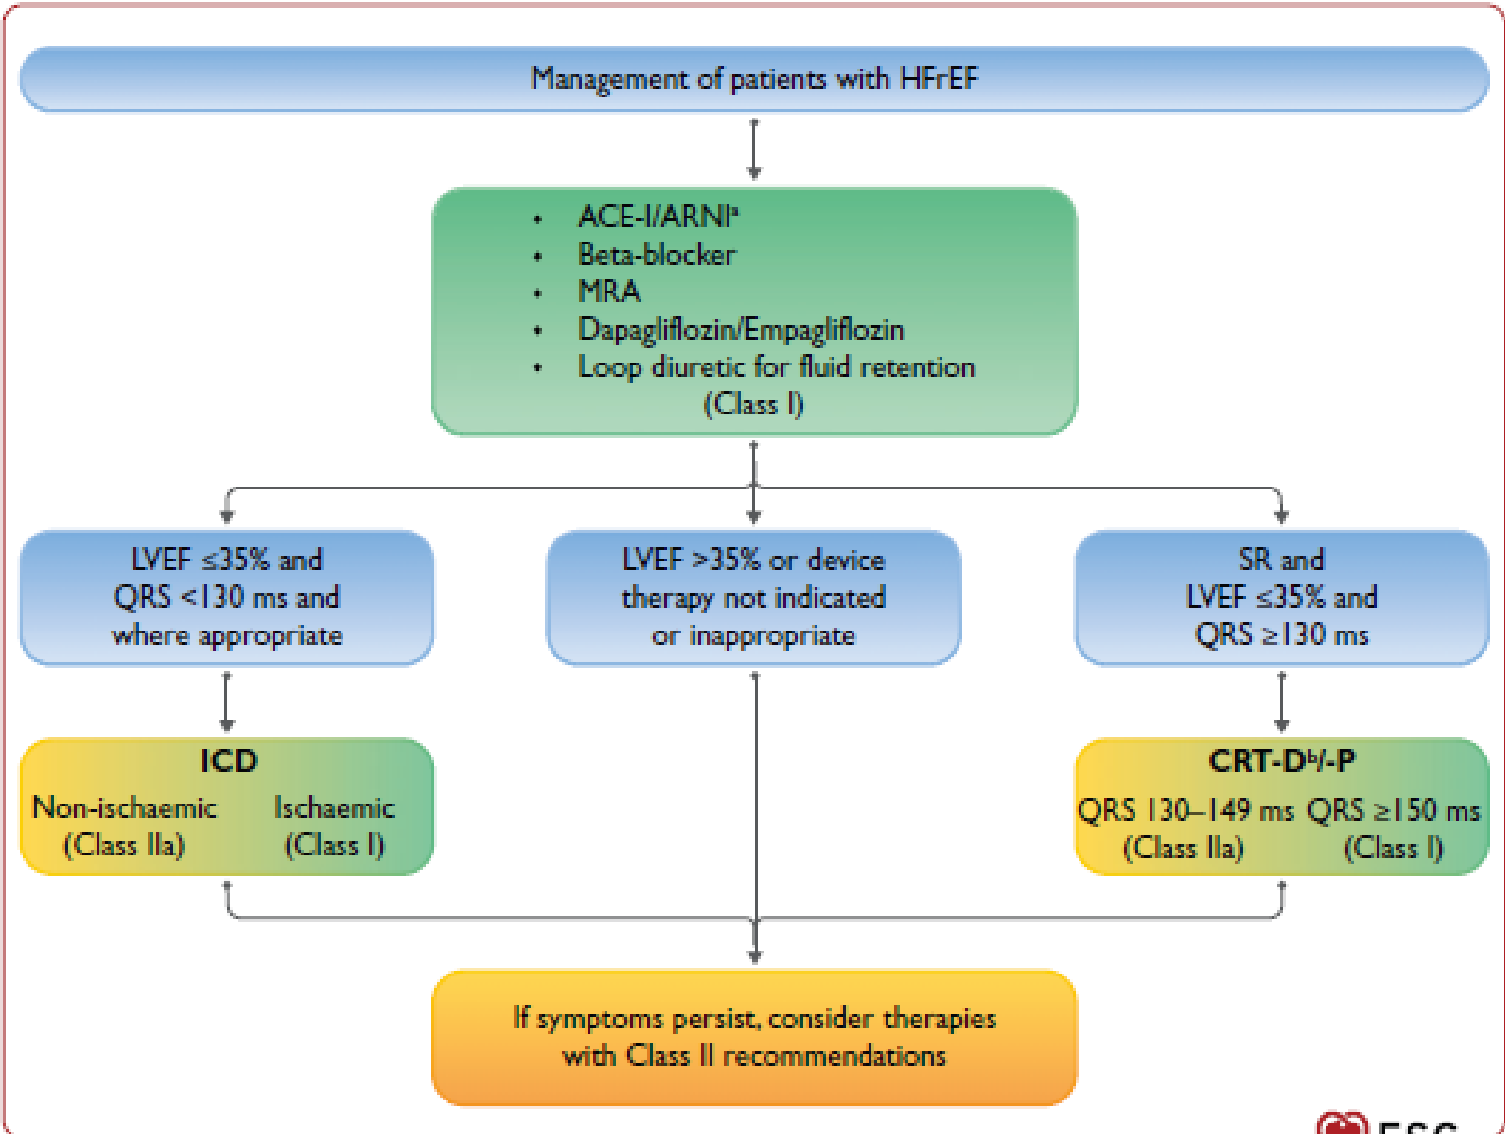 Management of patients with HFrEF
• ACE-I/ARNIᵃ
• Beta-blocker
• MRA
• Dapagliflozin/Empagliflozin
• Loop diuretic for fluid retention
(Class I)
LVEF ≤35% and
QRS <130 ms and
where appropriate
LVEF >35% or device
therapy not indicated
or inappropriate
SR and
LVEF ≤35% and
QRS ≥130 ms
ICD
Non-ischaemic
(Class IIa)
Ischaemic
(Class I)
CRT-Dᵇ/-P
QRS 130–149 ms
(Class IIa)
QRS ≥150 ms
(Class I)
If symptoms persist, consider therapies
with Class II recommendations
ESC